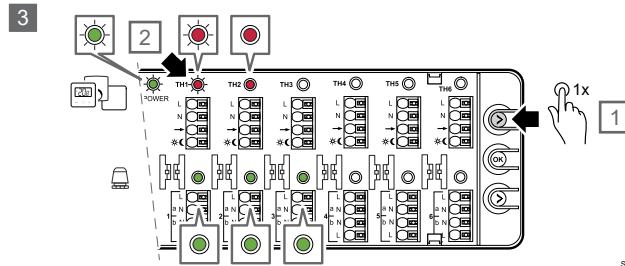 3
2
1x
1
TH1 TH2 TH3 TH4 TH5 TH6
POWER
L L L L L L
N N N N N N
OK
L L L L L L
a N a N a N a N a N a N
1 2 3 4 5 6
b N b N b N b N b N b N